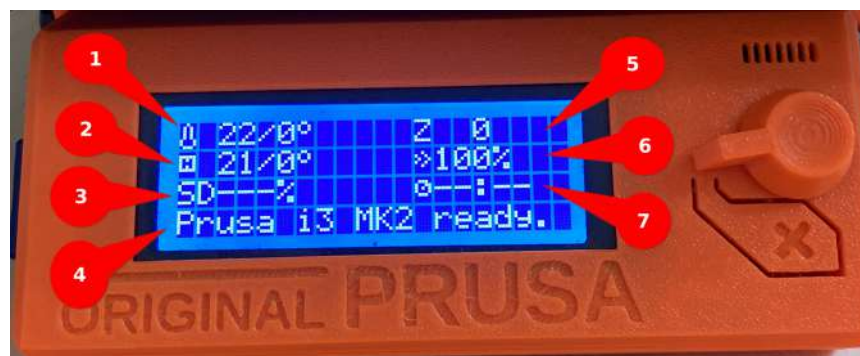 1
2
3
4
5
6
7
22/0° Z 0
21/0° »100%
SD---% --:--
Prusa i3 MK2 ready.
ORIGINAL PRUSA